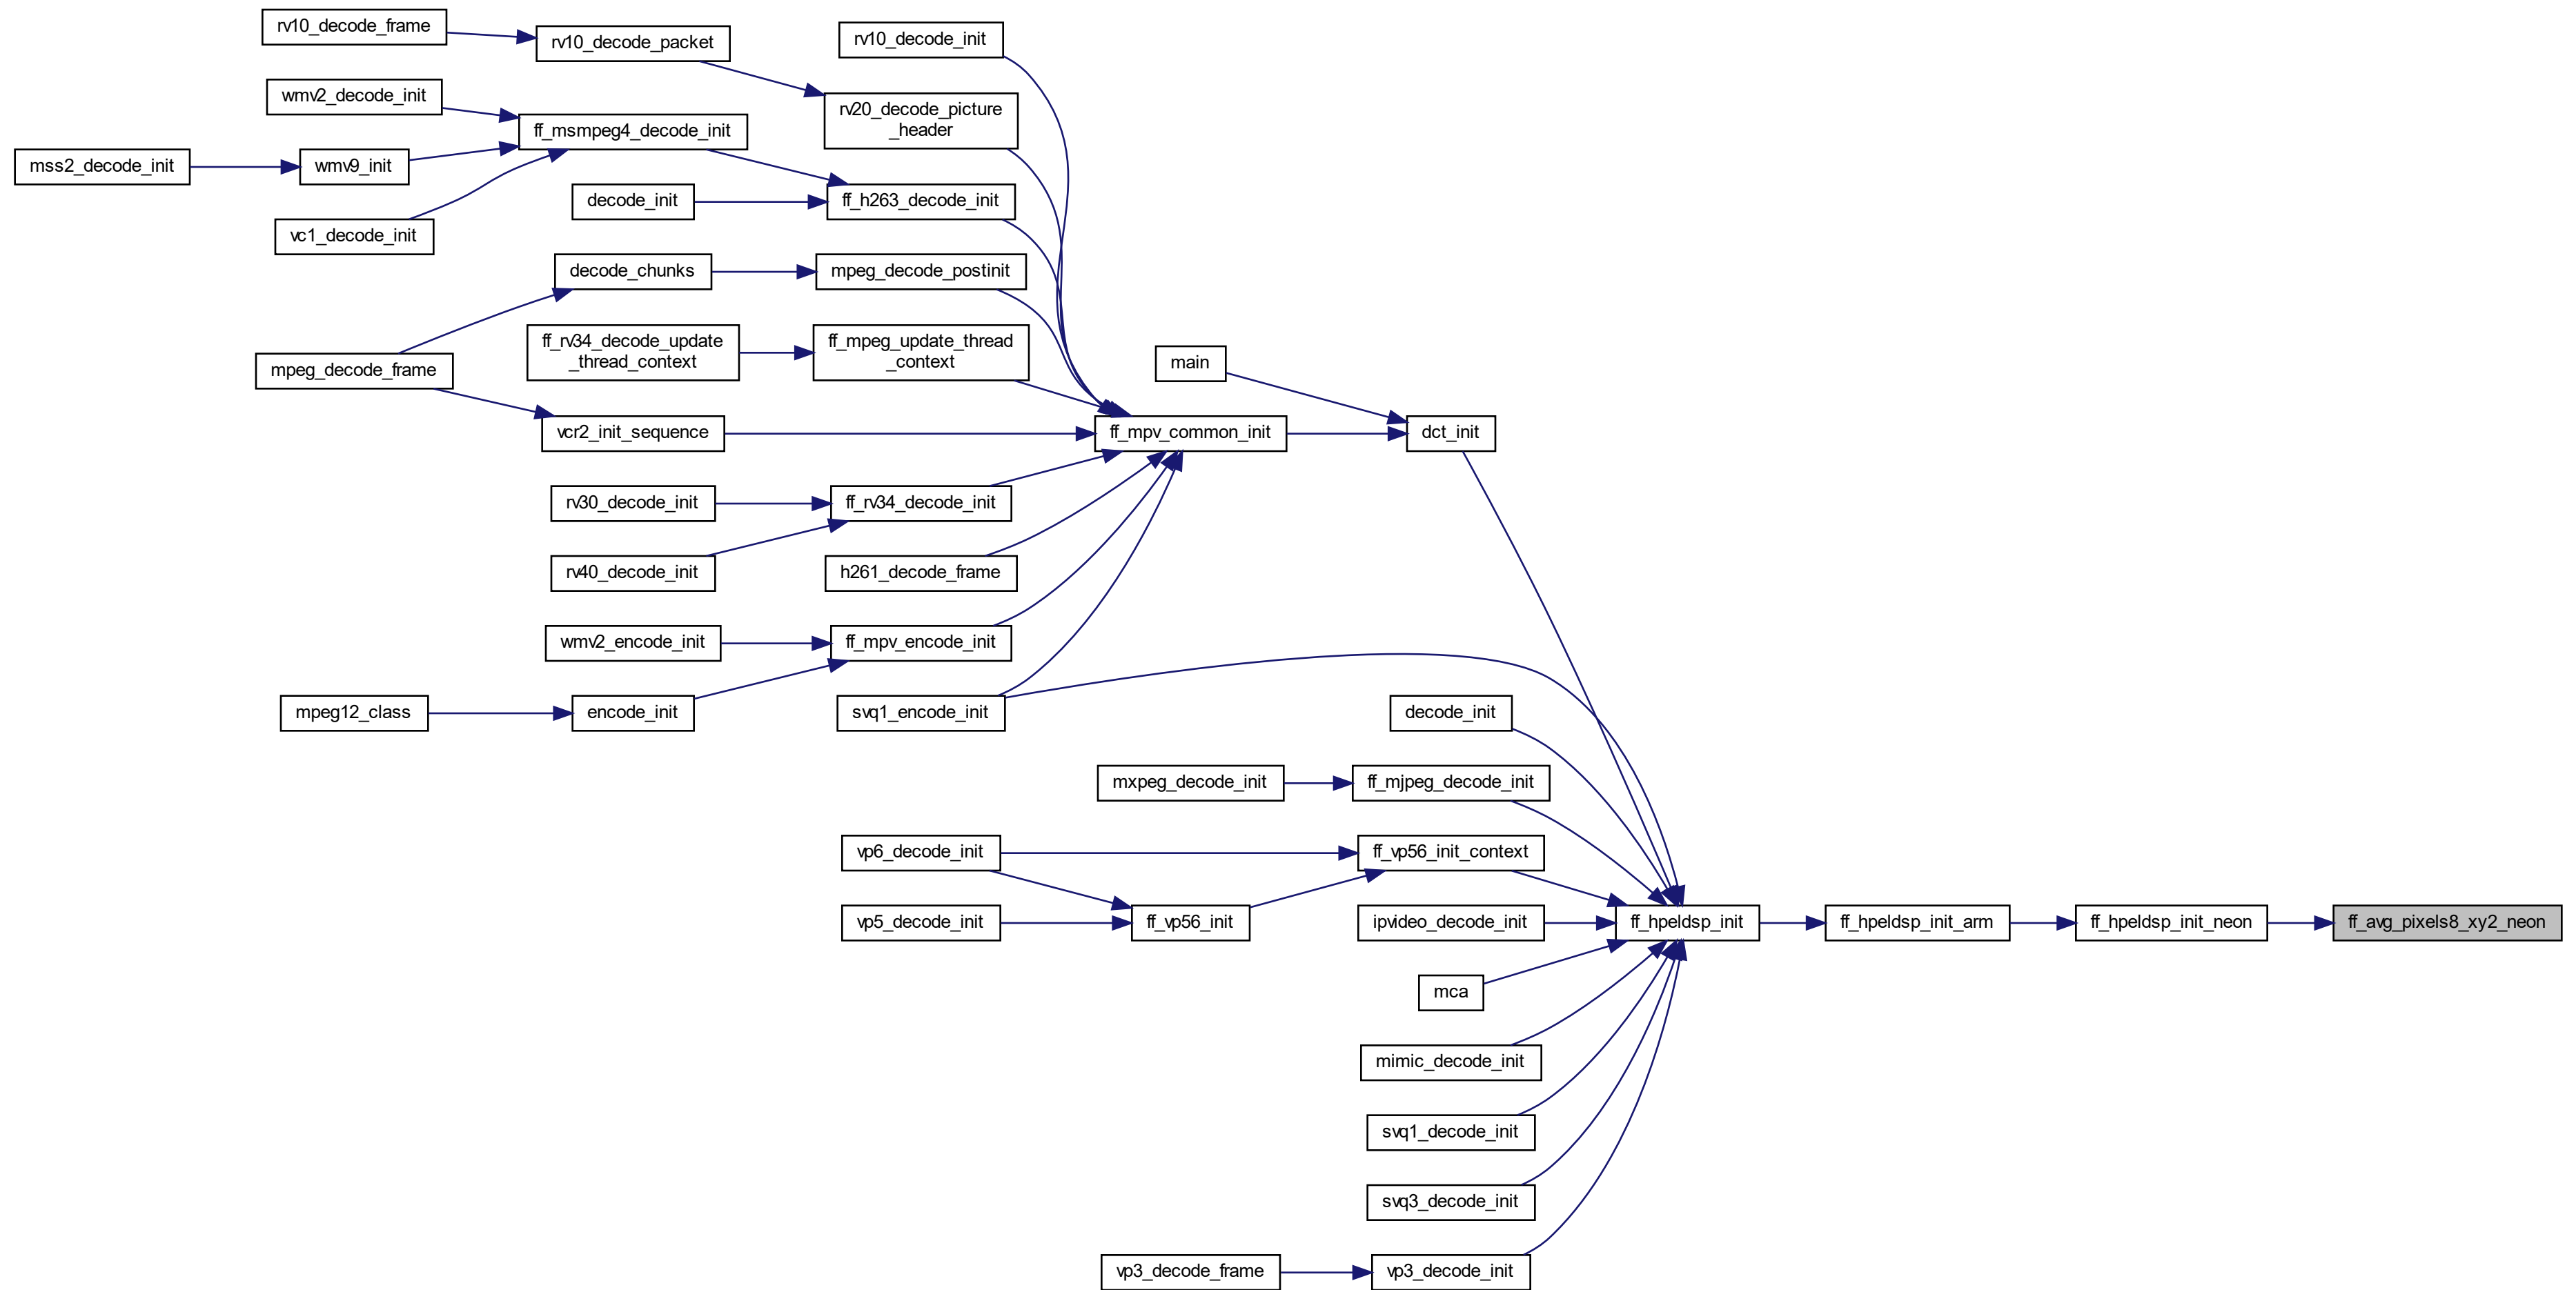 rv10_decode_frame
rv10_decode_packet
rv10_decode_init
wmv2_decode_init
rv20_decode_picture
_header
ff_msmpeg4_decode_init
mss2_decode_init
wmv9_init
decode_init
ff_h263_decode_init
vc1_decode_init
decode_chunks
mpeg_decode_postinit
ff_rv34_decode_update
_thread_context
ff_mpeg_update_thread
_context
main
mpeg_decode_frame
vcr2_init_sequence
ff_mpv_common_init
dct_init
rv30_decode_init
ff_rv34_decode_init
rv40_decode_init
h261_decode_frame
wmv2_encode_init
ff_mpv_encode_init
mpeg12_class
encode_init
svq1_encode_init
decode_init
mxpeg_decode_init
ff_mjpeg_decode_init
vp6_decode_init
ff_vp56_init_context
vp5_decode_init
ff_vp56_init
ipvideo_decode_init
ff_hpeldsp_init
ff_hpeldsp_init_arm
ff_hpeldsp_init_neon
ff_avg_pixels8_xy2_neon
mca
mimic_decode_init
svq1_decode_init
svq3_decode_init
vp3_decode_frame
vp3_decode_init